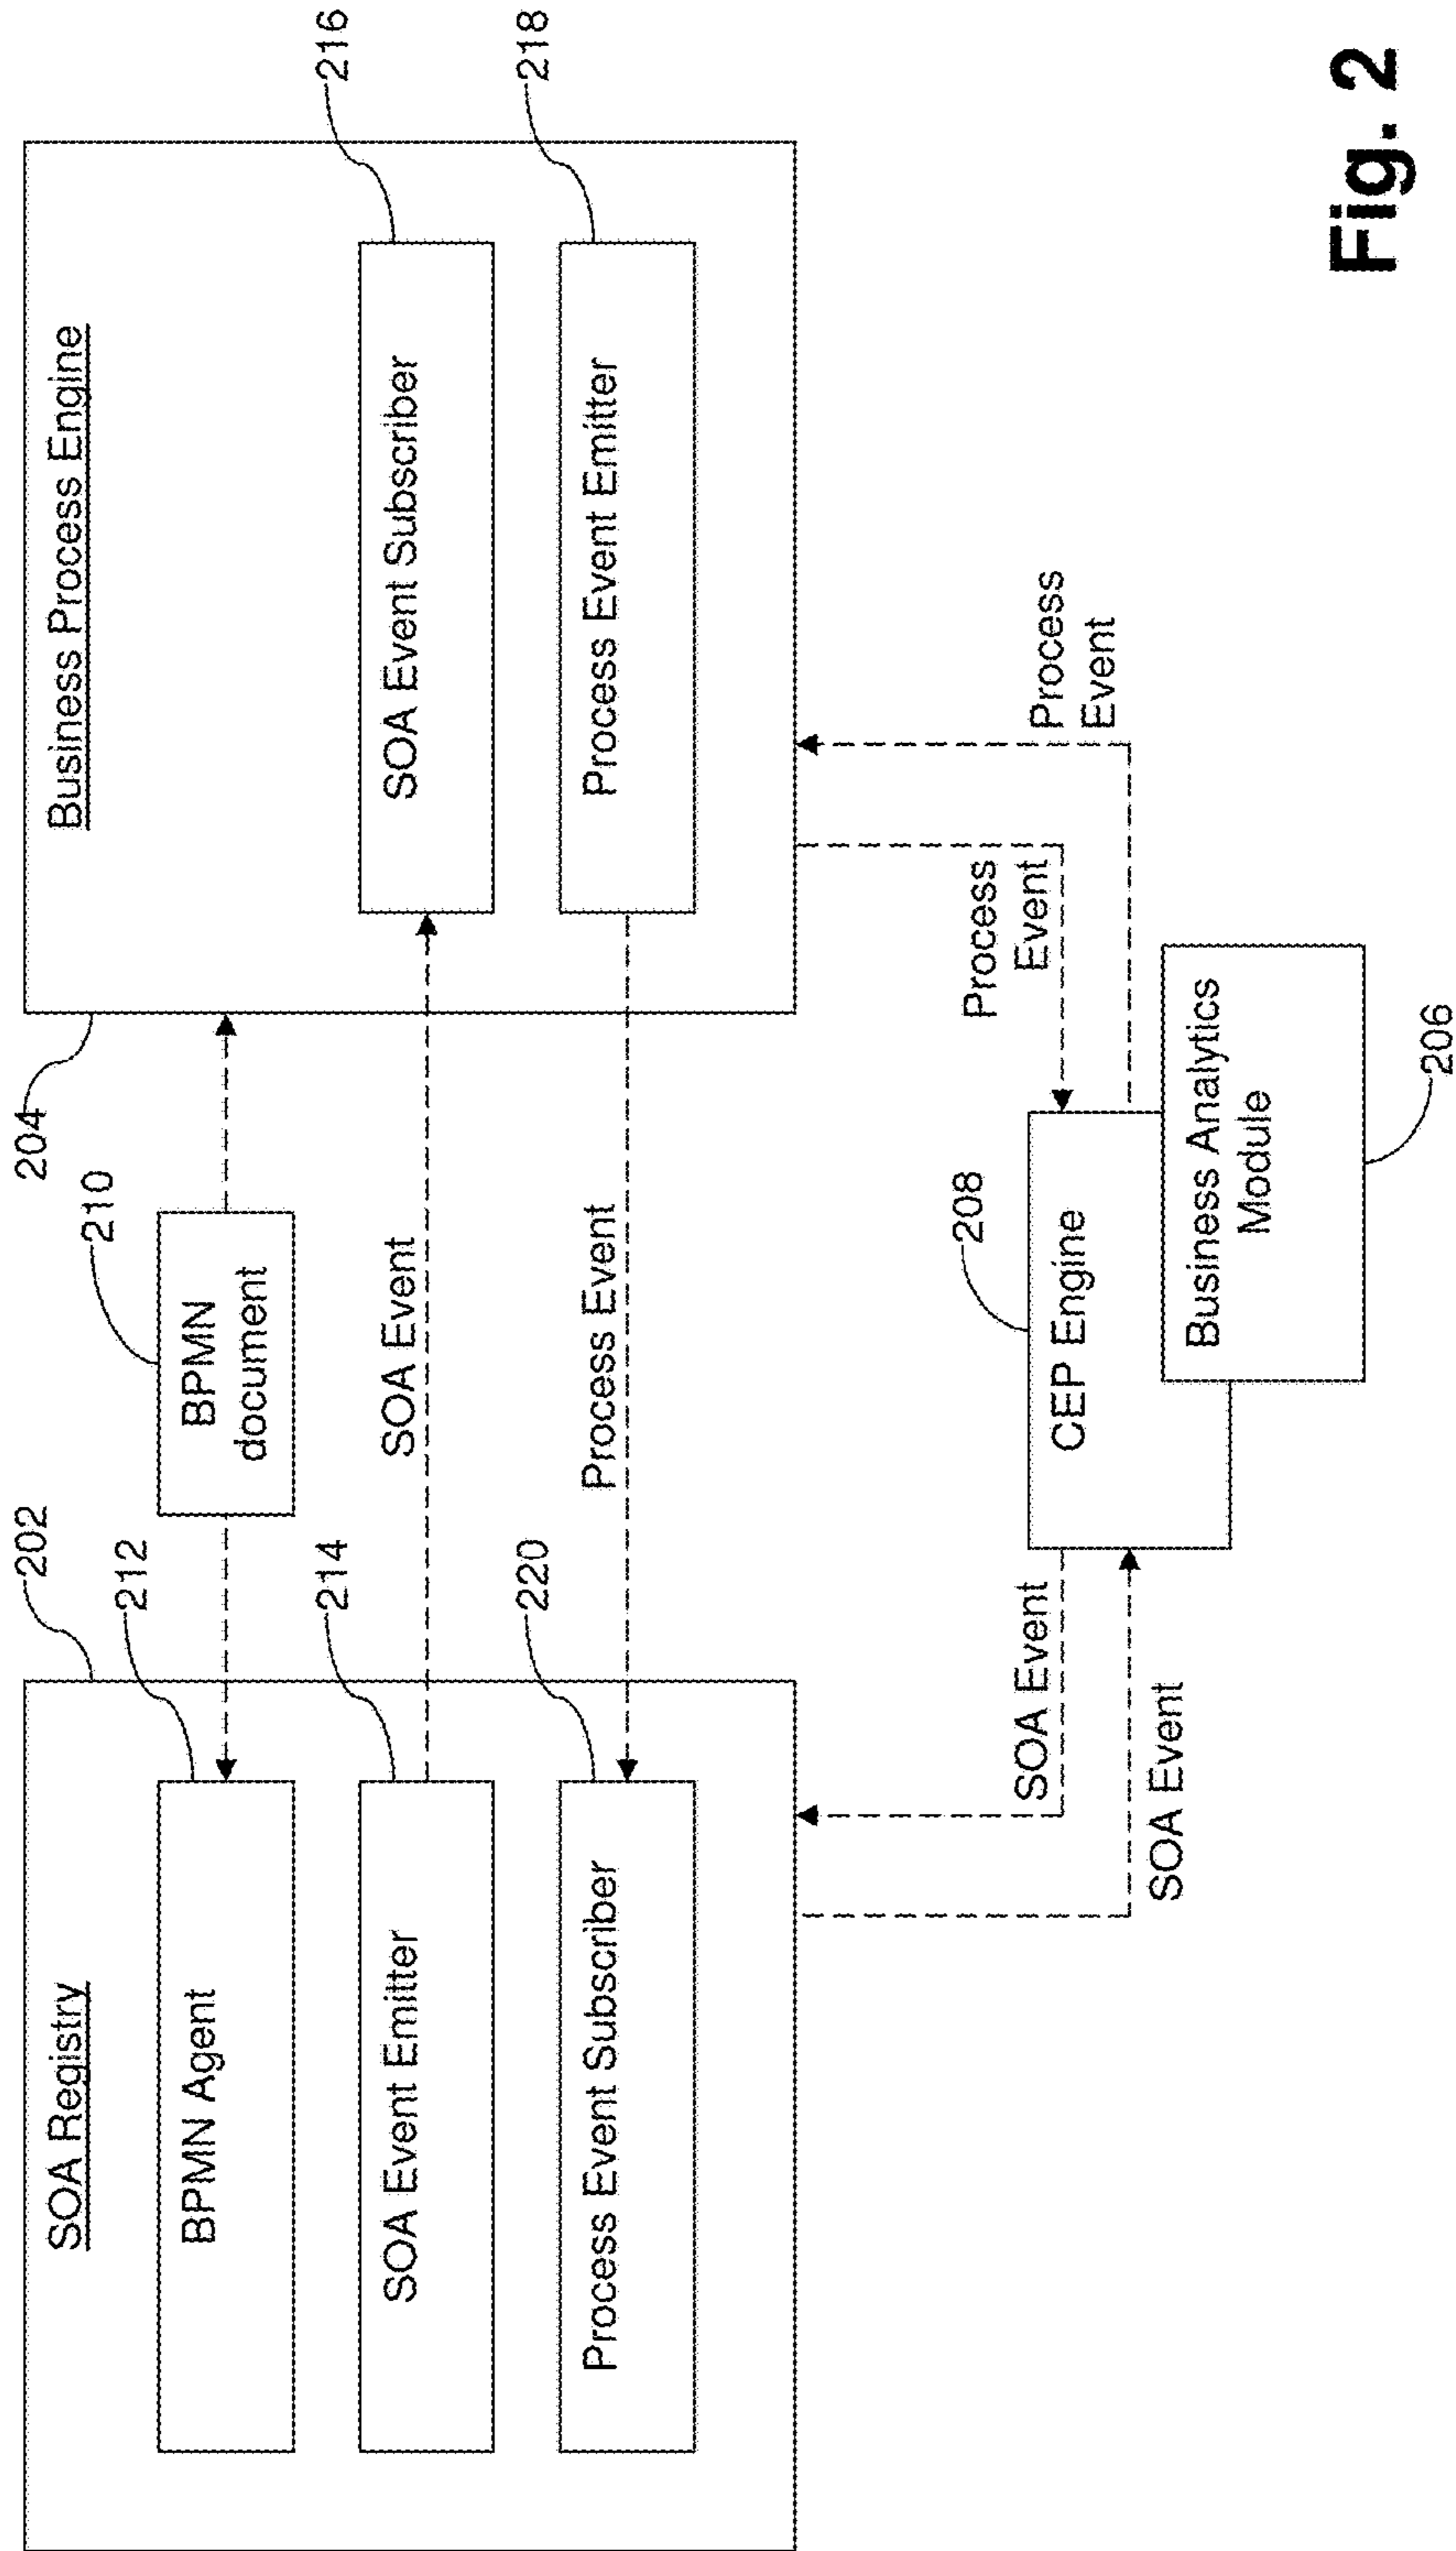 SOA Registry
202
BPMN Agent
212
SOA Event Emitter
214
Process Event Subscriber
220
BPMN
document
210
SOA Event
Process Event
Business Process Engine
204
SOA Event Subscriber
216
Process Event Emitter
218
SOA Event
SOA Event
CEP Engine
208
Business Analytics
Module
206
Process
Event
Process
Event
Fig. 2